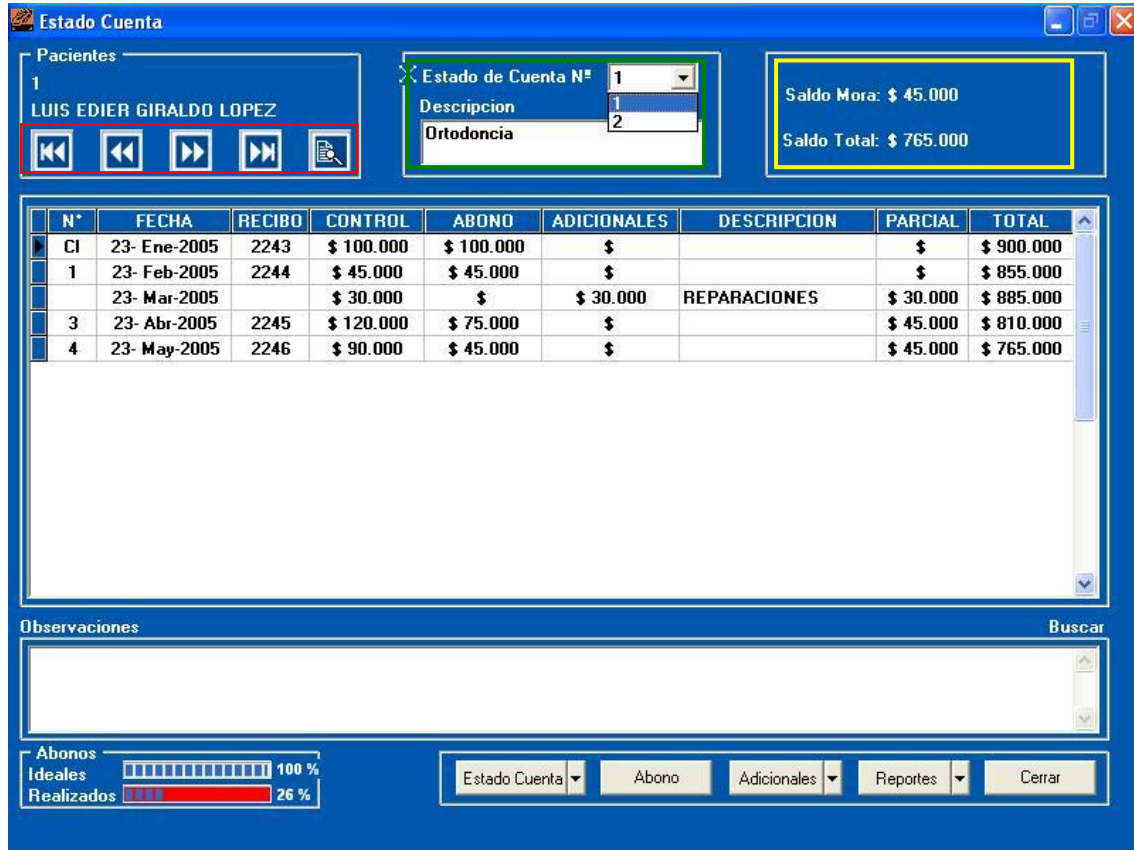 Estado Cuenta
Pacientes
1
LUIS EDIER GIRALDO LOPEZ
Estado de Cuenta Nº 1
1
2
Descripcion
Ortodoncia
Saldo Mora: $ 45.000
Saldo Total: $ 765.000
N° FECHA RECIBO CONTROL ABONO ADICIONALES DESCRIPCION PARCIAL TOTAL
CI 23- Ene-2005 2243 $ 100.000 $ 100.000 $ $ $ 900.000
1 23- Feb-2005 2244 $ 45.000 $ 45.000 $ $ $ 855.000
23- Mar-2005 $ 30.000 $ $ 30.000 REPARACIONES $ 30.000 $ 885.000
3 23- Abr-2005 2245 $ 120.000 $ 75.000 $ $ 45.000 $ 810.000
4 23- May-2005 2246 $ 90.000 $ 45.000 $ $ 45.000 $ 765.000
Observaciones Buscar
Abonos
Ideales 100 %
Realizados 26 %
Estado Cuenta Abono Adicionales Reportes Cerrar